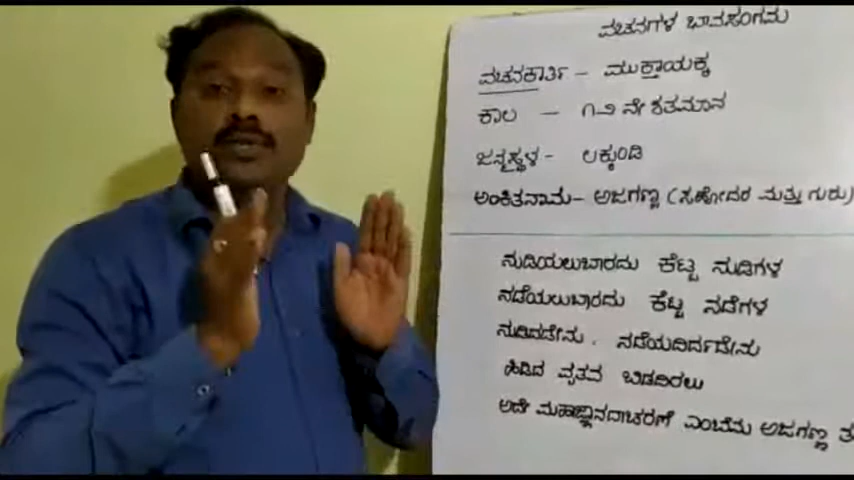 ವಚನಗಳ ಭಾವಸಂಗಮ
ವಚನಕಾರ್ತಿ - ಮುಕ್ತಾಯಕ್ಕ
ಕಾಲ - ೧೨ ನೇ ಶತಮಾನ
ಜನ್ಮಸ್ಥಳ - ಲಕ್ಕುಂಡಿ
ಅಂಕಿತನಾಮ - ಅಜಗಣ್ಣ (ಸಹೋದರ ಮತ್ತು ಗುರು)
ನುಡಿಯಲುಬಾರದು ಕೆಟ್ಟ ನುಡಿಗಳ
ನಡೆಯಲುಬಾರದು ಕೆಟ್ಟ ನಡೆಗಳ
ನುಡಿದಡೇನು ನಡೆಯದಿರ್ದಡೇನು
ಹಿಡಿದ ವ್ರತವ ಬಿಡದಿರಲು
ಅದೇ ಮಹಾಜ್ಞಾನದಾಚರಣೆ ಎಂಬೆನು ಅಜಗಣ್ಣ